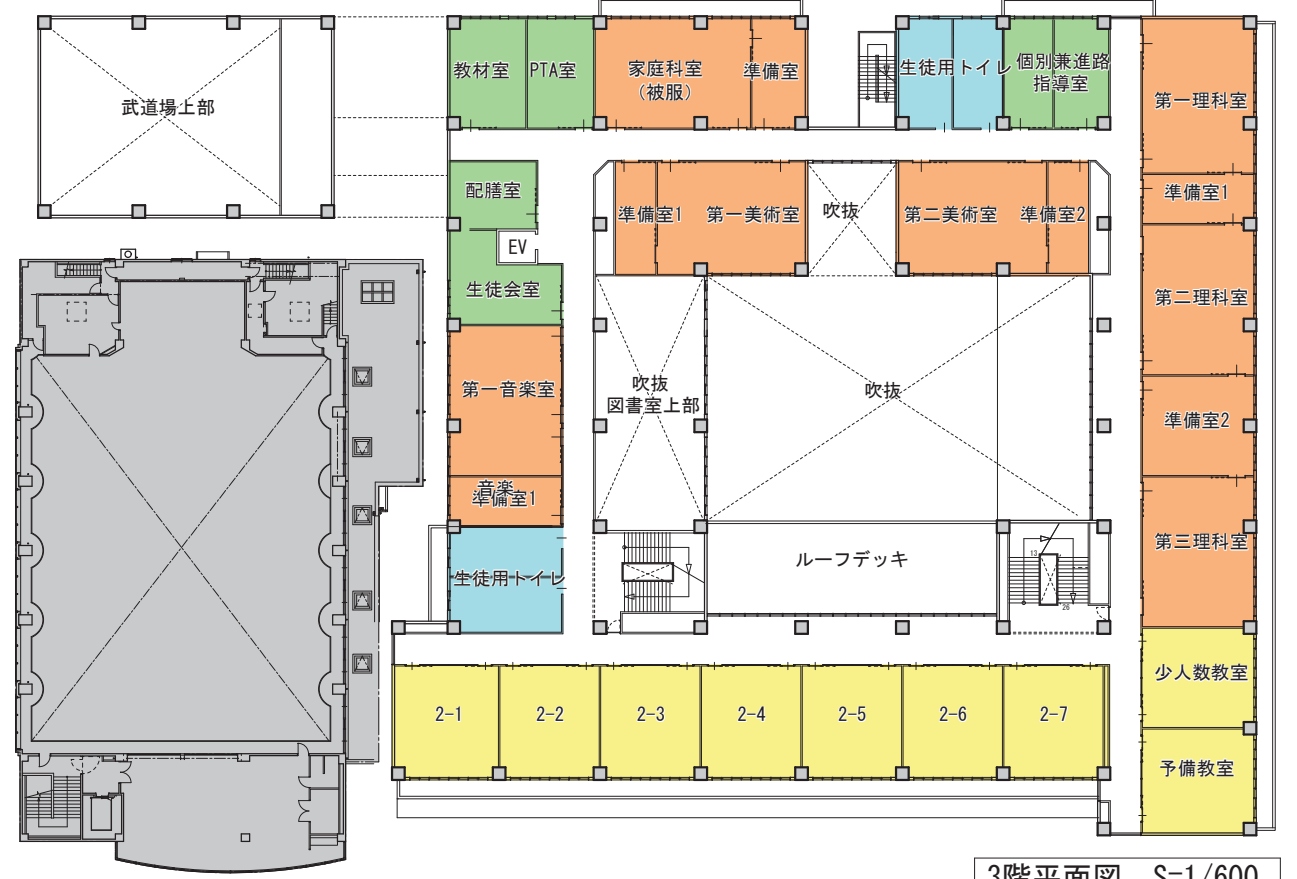 武道場上部
教材室
PTA室
家庭科室
(被服)
準備室
生徒用トイレ
個別兼進路
指導室
第一理科室
配膳室
EV
生徒会室
準備室1
第一美術室
吹抜
第二美術室
準備室2
準備室1
第二理科室
第一音楽室
吹抜
図書室上部
吹抜
準備室2
音楽
準備室1
生徒用トイレ
ルーフデッキ
13
26
第三理科室
2-1
2-2
2-3
2-4
2-5
2-6
2-7
少人数教室
予備教室
3階平面図 S=1/600